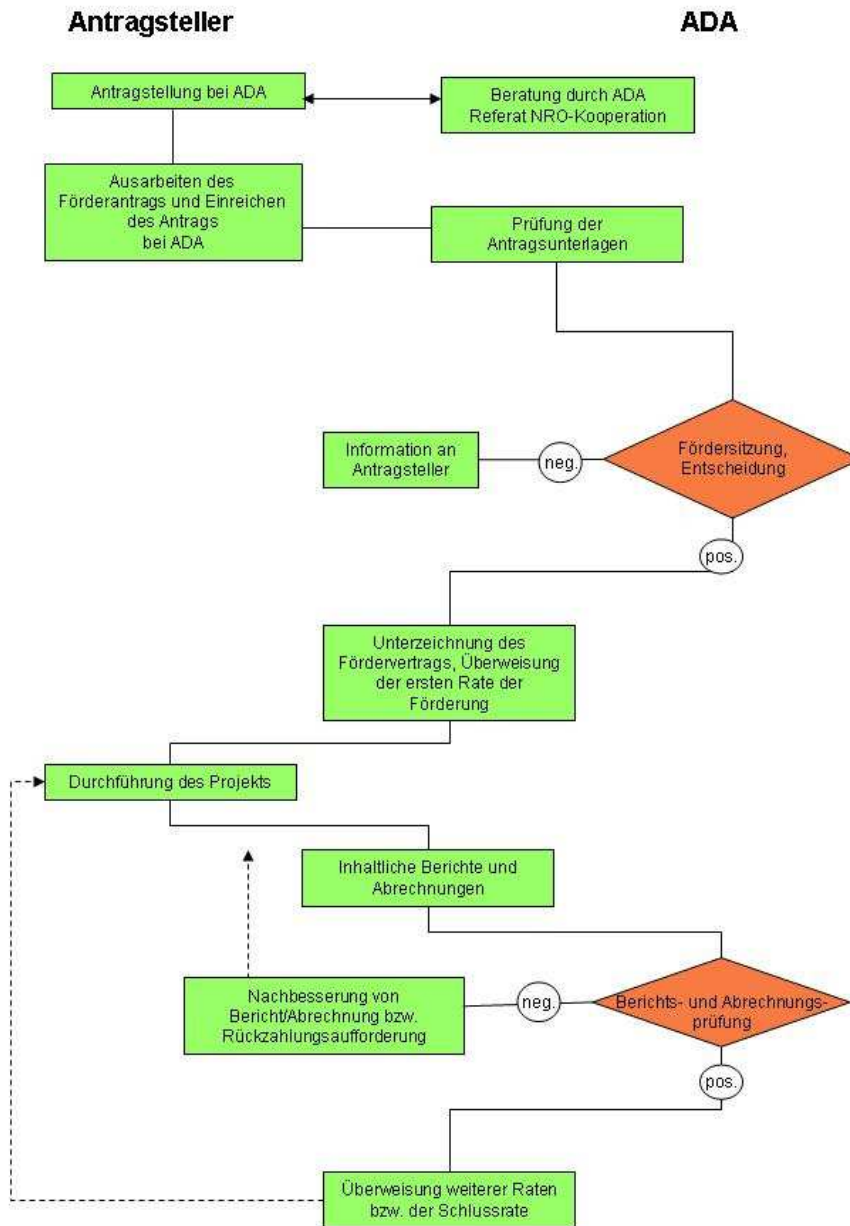 Antragsteller
ADA
Antragstellung bei ADA
Beratung durch ADA
Referat NRO-Kooperation
Ausarbeiten des
Förderantrags und Einreichen
des Antrags
bei ADA
Prüfung der
Antragsunterlagen
Fördersitzung,
Entscheidung
neg.
Information an
Antragsteller
pos.
Unterzeichnung des
Fördervertrags, Überweisung
der ersten Rate der
Förderung
Durchführung des Projekts
Inhaltliche Berichte und
Abrechnungen
Berichts- und Abrechnungs-
prüfung
neg.
Nachbesserung von
Bericht/Abrechnung bzw.
Rückzahlungsaufforderung
pos.
Überweisung weiterer Raten
bzw. der Schlussrate